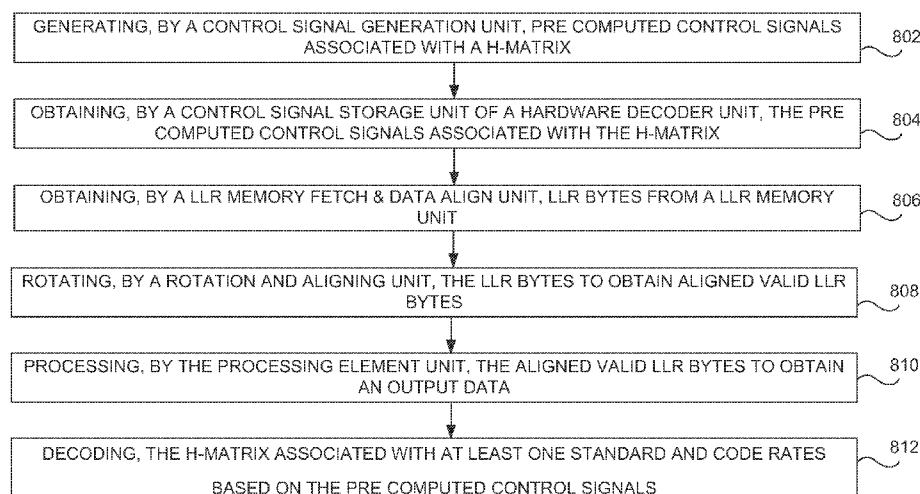 GENERATING, BY A CONTROL SIGNAL GENERATION UNIT, PRE COMPUTED CONTROL SIGNALS
ASSOCIATED WITH A H-MATRIX
802
OBTAINING, BY A CONTROL SIGNAL STORAGE UNIT OF A HARDWARE DECODER UNIT, THE PRE
COMPUTED CONTROL SIGNALS ASSOCIATED WITH THE H-MATRIX
804
OBTAINING, BY A LLR MEMORY FETCH & DATA ALIGN UNIT, LLR BYTES FROM A LLR MEMORY
UNIT
806
ROTATING, BY A ROTATION AND ALIGNING UNIT, THE LLR BYTES TO OBTAIN ALIGNED VALID LLR
BYTES
808
PROCESSING, BY THE PROCESSING ELEMENT UNIT, THE ALIGNED VALID LLR BYTES TO OBTAIN
AN OUTPUT DATA
810
DECODING, THE H-MATRIX ASSOCIATED WITH AT LEAST ONE STANDARD AND CODE RATES
BASED ON THE PRE COMPUTED CONTROL SIGNALS
812